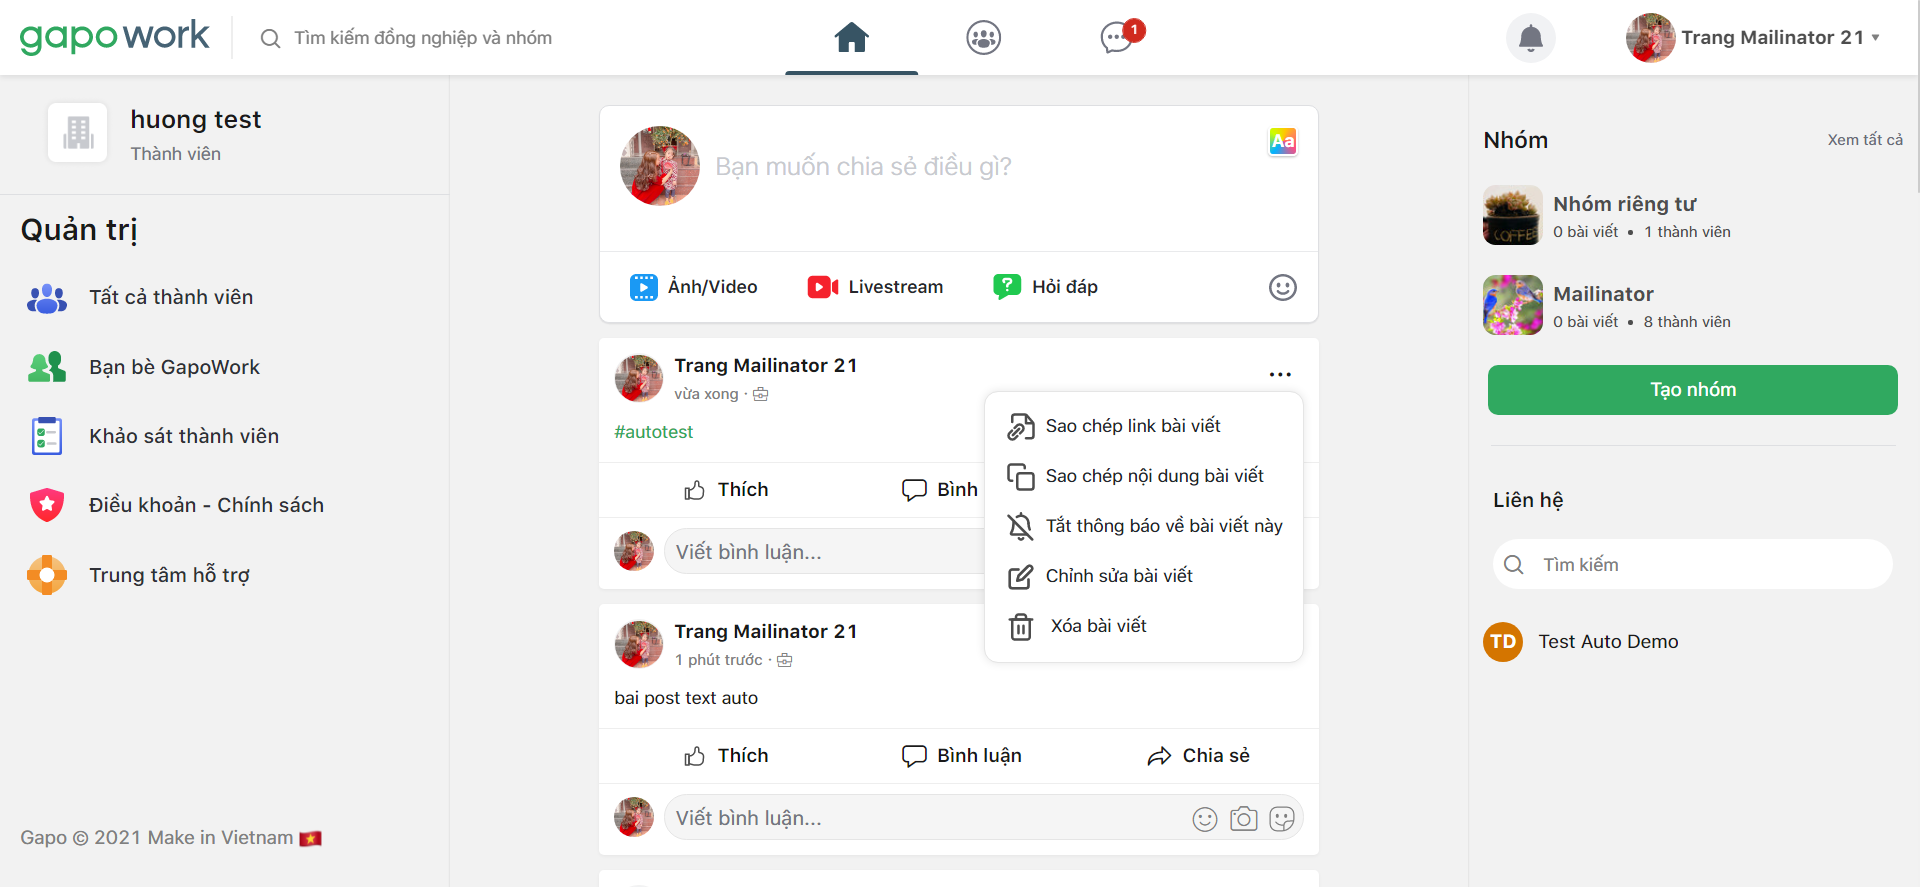 gapowork
Tìm kiếm đồng nghiệp và nhóm
1
Trang Mailinator 21
huong test
Thành viên
Quản trị
Tất cả thành viên
Bạn bè GapoWork
Khảo sát thành viên
Điều khoản - Chính sách
Trung tâm hỗ trợ
Gapo © 2021 Make in Vietnam
Bạn muốn chia sẻ điều gì?
Aa
Ảnh/Video
Livestream
Hỏi đáp
Trang Mailinator 21
vừa xong ·
#autotest
Thích
Bình
Viết bình luận...
Sao chép link bài viết
Sao chép nội dung bài viết
Tắt thông báo về bài viết này
Chỉnh sửa bài viết
Xóa bài viết
Trang Mailinator 21
1 phút trước ·
bai post text auto
Thích
Bình luận
Chia sẻ
Viết bình luận...
Nhóm
Xem tất cả
COFFEE
Nhóm riêng tư
0 bài viết • 1 thành viên
Mailinator
0 bài viết • 8 thành viên
Tạo nhóm
Liên hệ
Tìm kiếm
TD
Test Auto Demo